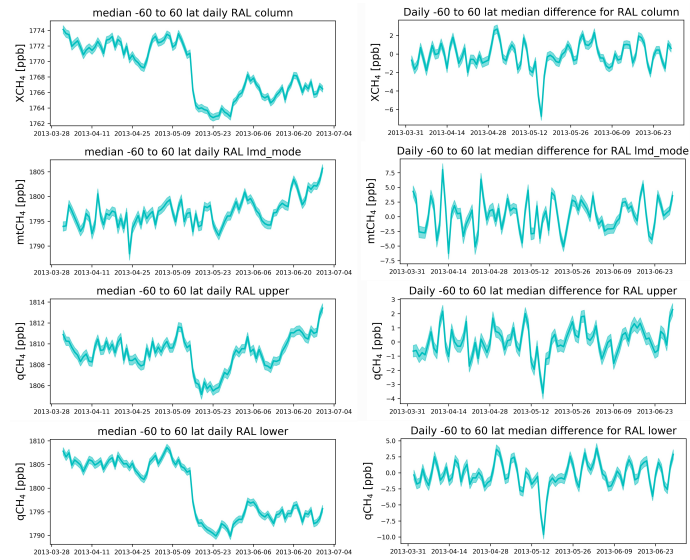 median -60 to 60 lat daily RAL column
XCH4 [ppb]
1774
1772
1770
1768
1766
1764
1762
2013-03-28 2013-04-11 2013-04-25 2013-05-09 2013-05-23 2013-06-06 2013-06-20 2013-07-04
Daily -60 to 60 lat median difference for RAL column
XCH4 [ppb]
2
0
−2
−4
−6
2013-03-31 2013-04-14 2013-04-28 2013-05-12 2013-05-26 2013-06-09 2013-06-23
median -60 to 60 lat daily RAL lmd_mode
mtCH4 [ppb]
1805
1800
1795
1790
2013-03-28 2013-04-11 2013-04-25 2013-05-09 2013-05-23 2013-06-06 2013-06-20 2013-07-04
Daily -60 to 60 lat median difference for RAL lmd_mode
mtCH4 [ppb]
7.5
5.0
2.5
0.0
−2.5
−5.0
−7.5
2013-03-31 2013-04-14 2013-04-28 2013-05-12 2013-05-26 2013-06-09 2013-06-23
median -60 to 60 lat daily RAL upper
qCH4 [ppb]
1814
1812
1810
1808
1806
2013-03-28 2013-04-11 2013-04-25 2013-05-09 2013-05-23 2013-06-06 2013-06-20 2013-07-04
Daily -60 to 60 lat median difference for RAL upper
qCH4 [ppb]
3
2
1
0
−1
−2
−3
−4
2013-03-31 2013-04-14 2013-04-28 2013-05-12 2013-05-26 2013-06-09 2013-06-23
median -60 to 60 lat daily RAL lower
qCH4 [ppb]
1810
1805
1800
1795
1790
2013-03-28 2013-04-11 2013-04-25 2013-05-09 2013-05-23 2013-06-06 2013-06-20 2013-07-04
Daily -60 to 60 lat median difference for RAL lower
qCH4 [ppb]
5.0
2.5
0.0
−2.5
−5.0
−7.5
−10.0
2013-03-31 2013-04-14 2013-04-28 2013-05-12 2013-05-26 2013-06-09 2013-06-23